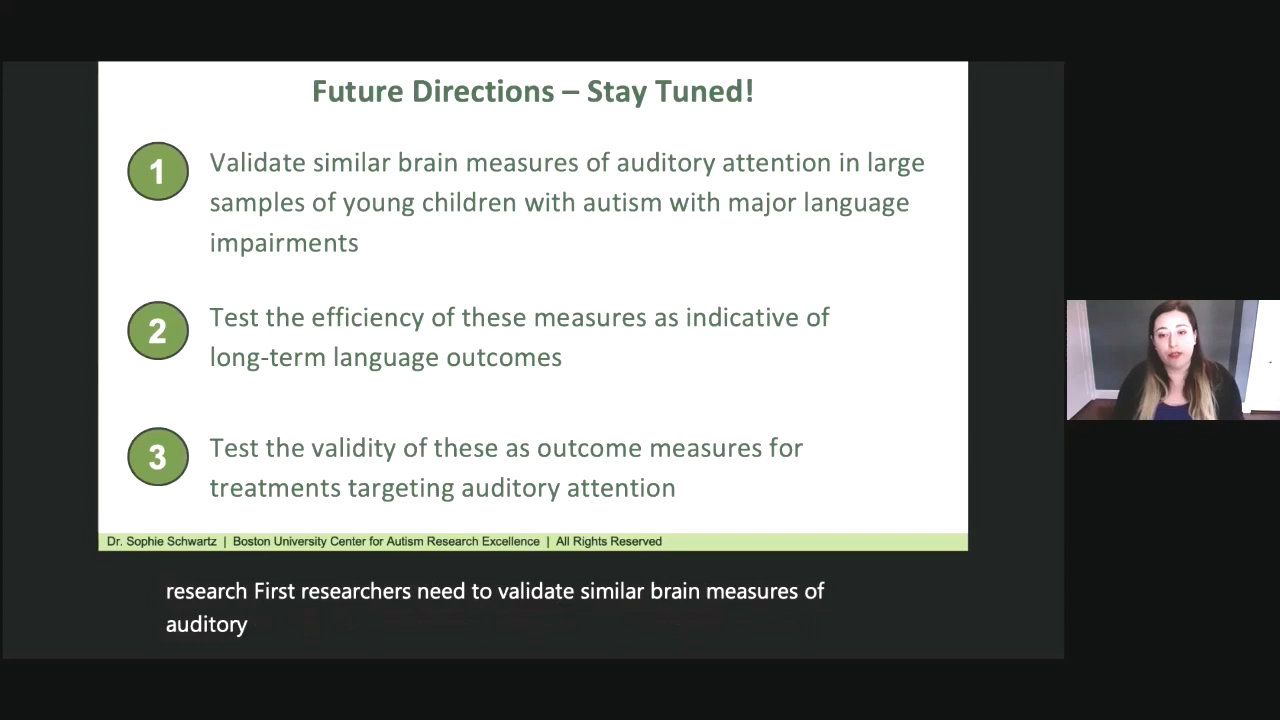 Future Directions – Stay Tuned!
1
Validate similar brain measures of auditory attention in large
samples of young children with autism with major language
impairments
2
Test the efficiency of these measures as indicative of
long-term language outcomes
3
Test the validity of these as outcome measures for
treatments targeting auditory attention
Dr. Sophie Schwartz | Boston University Center for Autism Research Excellence | All Rights Reserved
research First researchers need to validate similar brain measures of
auditory